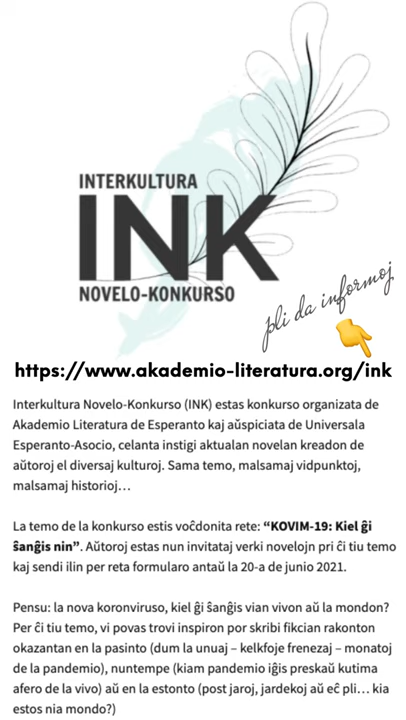 INTERKULTURA
INK
NOVELO-KONKURSO
pli da informoj
https://www.akademio-literatura.org/ink
Interkultura Novelo-Konkurso (INK) estas konkurso organizata de
Akademio Literatura de Esperanto kaj aŭspiciata de Universala
Esperanto-Asocio, celanta instigi aktualan novelan kreadon de
aŭtoroj el diversaj kulturoj. Sama temo, malsamaj vidpunktoj,
malsamaj historioj…
La temo de la konkurso estis voĉdonita rete: “KOVIM-19: Kiel ĝi
ŝanĝis nin”. Aŭtoroj estas nun invitataj verki novelojn pri ĉi tiu temo
kaj sendi ilin per reta formularo antaŭ la 20-a de junio 2021.
Pensu: la nova koronviruso, kiel ĝi ŝanĝis vian vivon aŭ la mondon?
Per ĉi tiu temo, vi povas trovi inspiron por skribi fikcian rakonton
okazantan en la pasinto (dum la unuaj – kelkfoje frenezaj – monatoj
de la pandemio), nuntempe (kiam pandemio iĝis preskaŭ kutima
afero de la vivo) aŭ en la estonto (post jaroj, jardekoj aŭ eĉ pli… kia
estos nia mondo?)